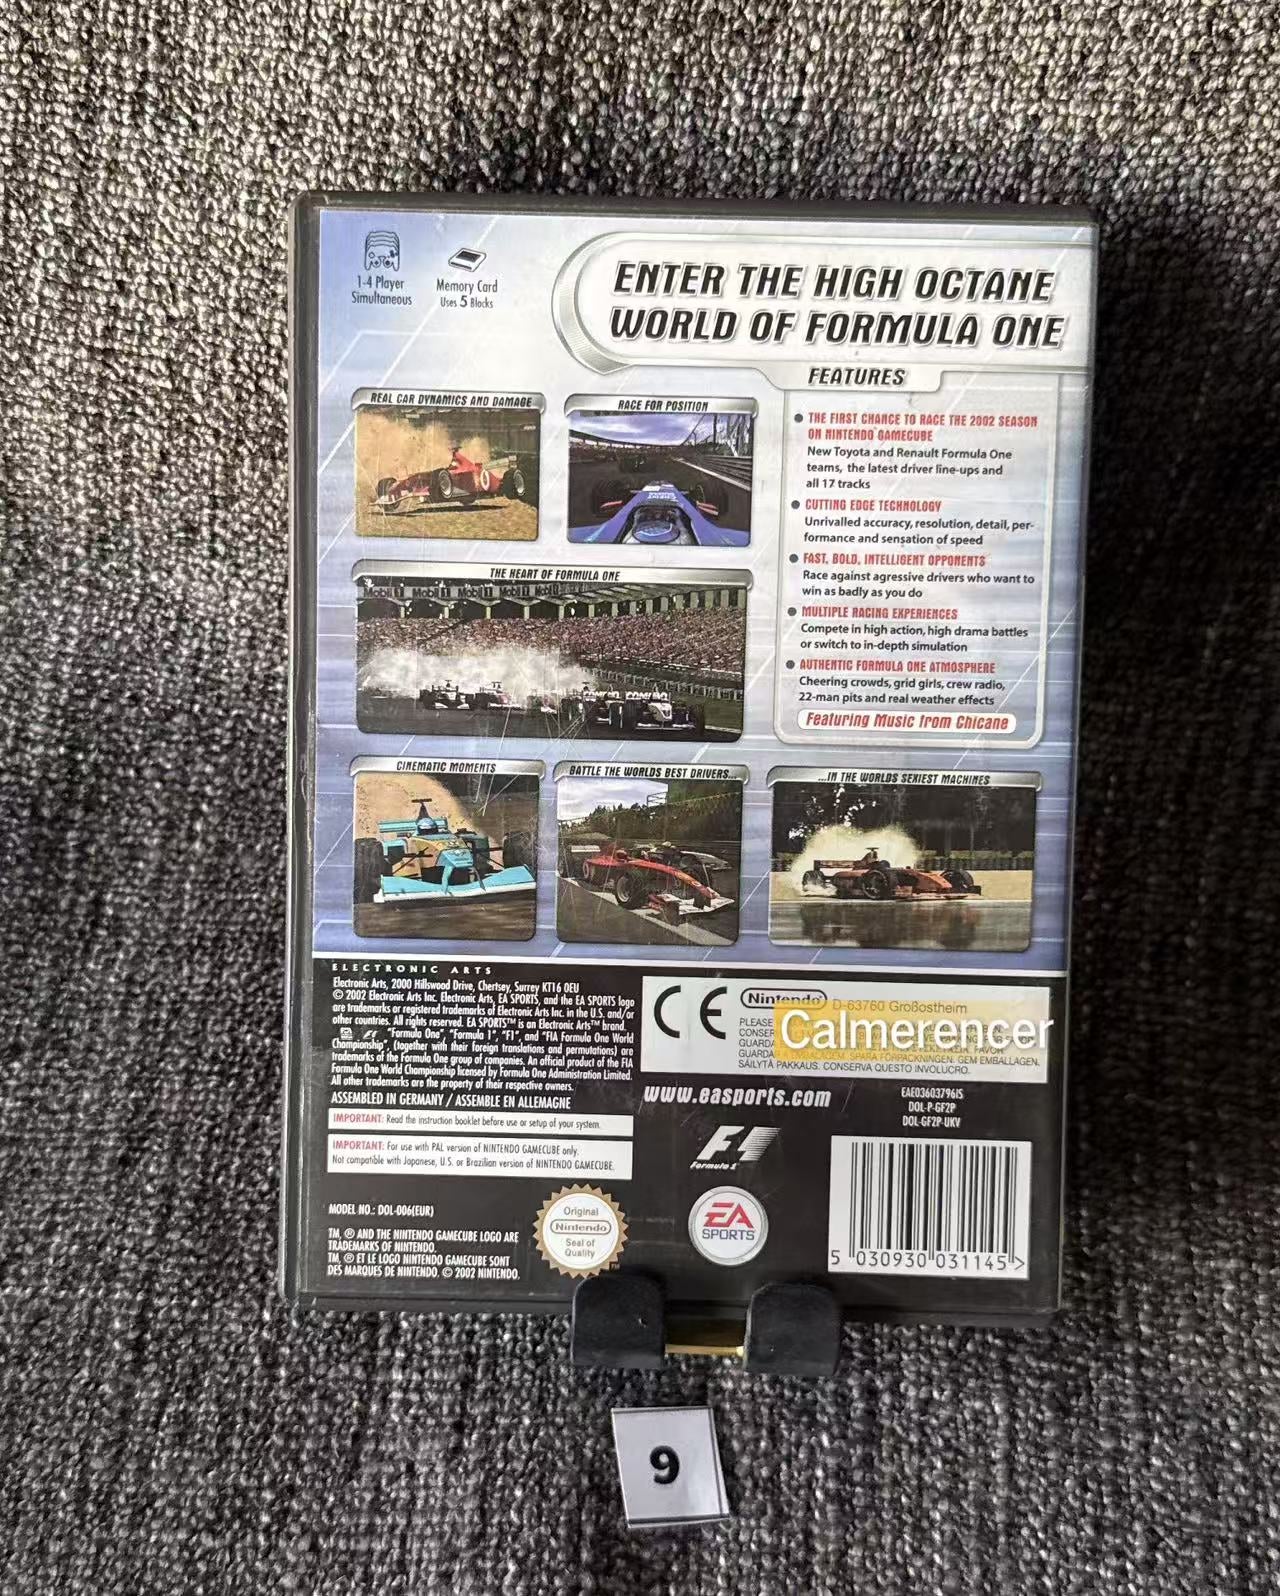 1-4 Player
Simultaneous
Memory Card
Uses 5 Blocks
ENTER THE HIGH OCTANE
WORLD OF FORMULA ONE
FEATURES
REAL CAR DYNAMICS AND DAMAGE
RACE FOR POSITION
THE HEART OF FORMULA ONE
Mobil 1 Mobil 1 Mobil 1 Mobil 1 Mobil
CINEMATIC MOMENTS
BATTLE THE WORLDS BEST DRIVERS...
...IN THE WORLDS SEXIEST MACHINES
THE FIRST CHANCE TO RACE THE 2002 SEASON
ON NINTENDO GAMECUBE
New Toyota and Renault Formula One
teams, the latest driver line-ups and
all 17 tracks
CUTTING EDGE TECHNOLOGY
Unrivalled accuracy, resolution, detail, per-
formance and sensation of speed
FAST, BOLD, INTELLIGENT OPPONENTS
Race against agressive drivers who want to
win as badly as you do
MULTIPLE RACING EXPERIENCES
Compete in high action, high drama battles
or switch to in-depth simulation
AUTHENTIC FORMULA ONE ATMOSPHERE
Cheering crowds, grid girls, crew radio,
22-man pits and real weather effects
Featuring Music from Chicane
ELECTRONIC ARTS
Electronic Arts, 2000 Hillswood Drive, Chertsey, Surrey KT16 0EU
© 2002 Electronic Arts Inc. Electronic Arts, EA SPORTS, and the EA SPORTS logo
are trademarks or registered trademarks of Electronic Arts Inc. in the U.S. and/or
other countries. All rights reserved. EA SPORTS™ is an Electronic Arts™ brand.
F1 "Formula One", "Formula 1", "F1", and "FIA Formula One World
Championship", (together with their foreign translations and permutations) are
trademarks of the Formula One group of companies. An official product of the FIA
Formula One World Championship licensed by Formula One Administration Limited.
All other trademarks are the property of their respective owners.
ASSEMBLED IN GERMANY / ASSEMBLE EN ALLEMAGNE
IMPORTANT: Read the instruction booklet before use or setup of your system.
IMPORTANT: For use with PAL version of NINTENDO GAMECUBE only.
Not compatible with Japanese, U.S. or Brazilian version of NINTENDO GAMECUBE.
MODEL NO.: DOL-006(EUR)
TM, ® AND THE NINTENDO GAMECUBE LOGO ARE
TRADEMARKS OF NINTENDO.
TM, ® ET LE LOGO NINTENDO GAMECUBE SONT
DES MARQUES DE NINTENDO. © 2002 NINTENDO.
Original
Nintendo
Seal of
Quality
CE
Nintendo D-63760 Großostheim
PLEASE
Calmerencer
GUARDA EMBALAGEM. SPARA FÖRPACKNINGEN. GEM EMBALLAGEN.
SÄILYTÄ PAKKAUS. CONSERVA QUESTO INVOLUCRO.
www.easports.com
EAE03603796IS
DOL-P-GF2P
DOL-GF2P-UKV
F1
Formula 1
EA
SPORTS
5 030930 031145 >
9